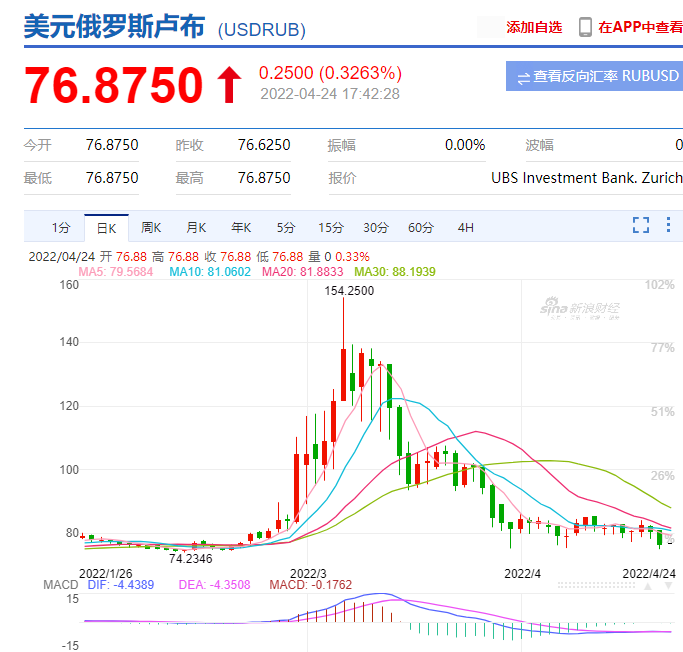 美元俄罗斯卢布 (USDRUB) 添加自选 在APP中查看
76.8750 0.2500 (0.3263%) 查看反向汇率 RUBUSD
2022-04-24 17:42:28
今开 76.8750 昨收 76.6250 振幅 0.00% 波幅 0
最低 76.8750 最高 76.8750 报价 UBS Investment Bank. Zurich
1分 日K 周K 月K 年K 5分 15分 30分 60分 4H
2022/04/24 开 76.88 高 76.88 收 76.88 低 76.88 量 0 0.33%
MA5: 79.5684 MA10: 81.0602 MA20: 81.8833 MA30: 88.1939
160 154.2500 102%
sina 新浪财经
140 77%
120 51%
100 26%
80
74.2346
2022/1/26 2022/3 2022/4 2022/4/24
MACD DIF: -4.4389 DEA: -4.3508 MACD: -0.1762
15
-15